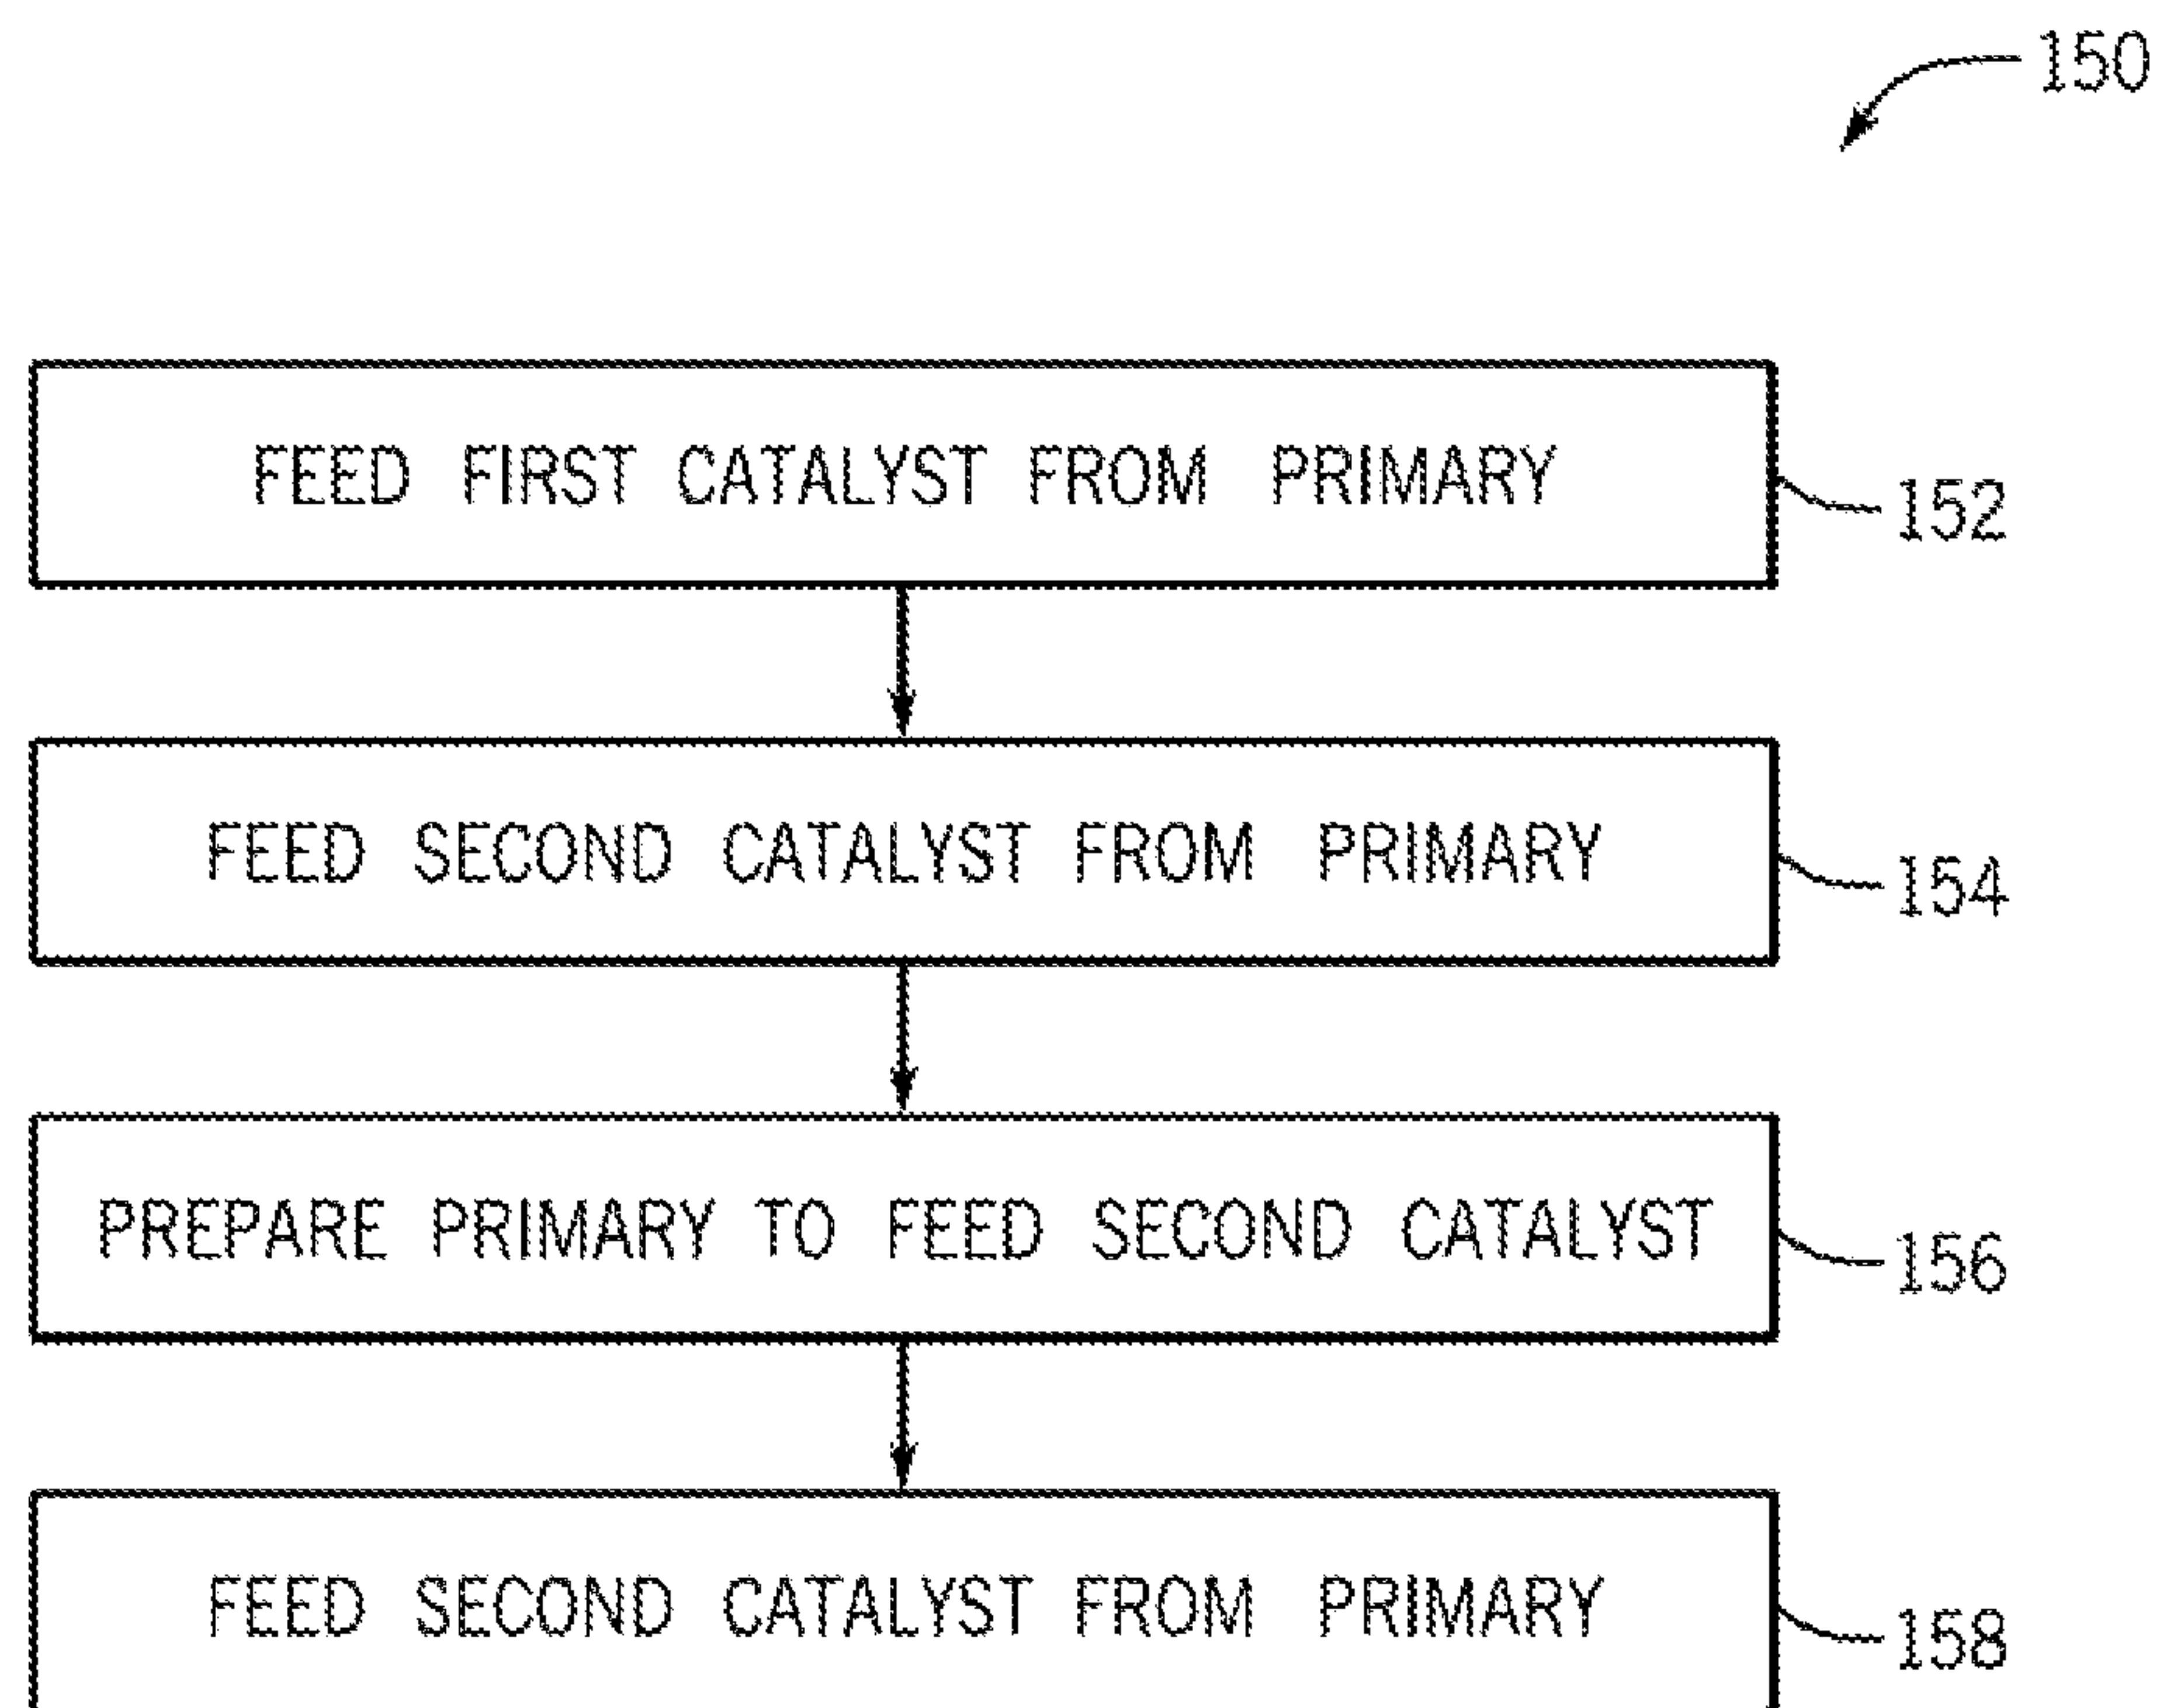 150
FEED FIRST CATALYST FROM PRIMARY
152
FEED SECOND CATALYST FROM PRIMARY
154
PREPARE PRIMARY TO FEED SECOND CATALYST
156
FEED SECOND CATALYST FROM PRIMARY
158